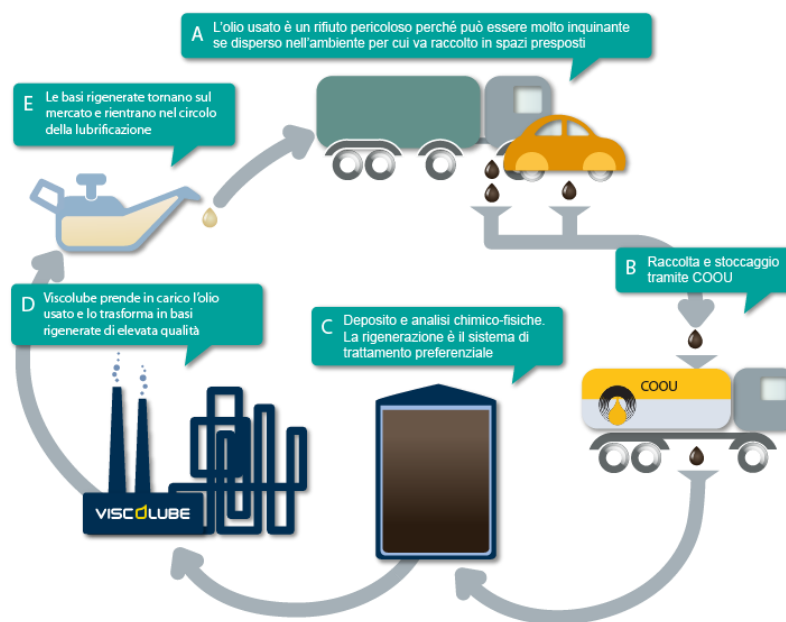 A
L'olio usato è un rifiuto pericoloso perché può essere molto inquinante
se disperso nell'ambiente per cui va raccolto in spazi presposti
E
Le basi rigenerate tornano sul
mercato e rientrano nel circolo
della lubrificazione
B
Raccolta e stoccaggio
tramite COOU
D
Viscolube prende in carico l'olio
usato e lo trasforma in basi
rigenerate di elevata qualità
C
Deposito e analisi chimico-fisiche.
La rigenerazione è il sistema di
trattamento preferenziale
COOU
VISCOLUBE